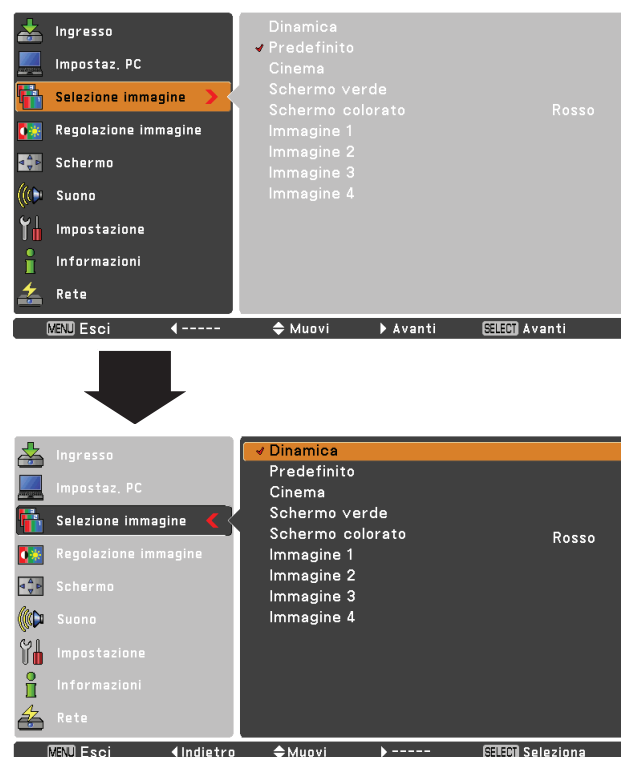 Ingresso
Impostaz. PC
Selezione immagine
Regolazione immagine
Schermo
Suono
Impostazione
Informazioni
Rete
Dinamica
Predefinito
Cinema
Schermo verde
Schermo colorato Rosso
Immagine 1
Immagine 2
Immagine 3
Immagine 4
MENU Esci ----- Muovi Avanti SELECT Avanti
Ingresso
Impostaz. PC
Selezione immagine
Regolazione immagine
Schermo
Suono
Impostazione
Informazioni
Rete
Dinamica
Predefinito
Cinema
Schermo verde
Schermo colorato Rosso
Immagine 1
Immagine 2
Immagine 3
Immagine 4
MENU Esci Indietro Muovi ----- SELECT Seleziona